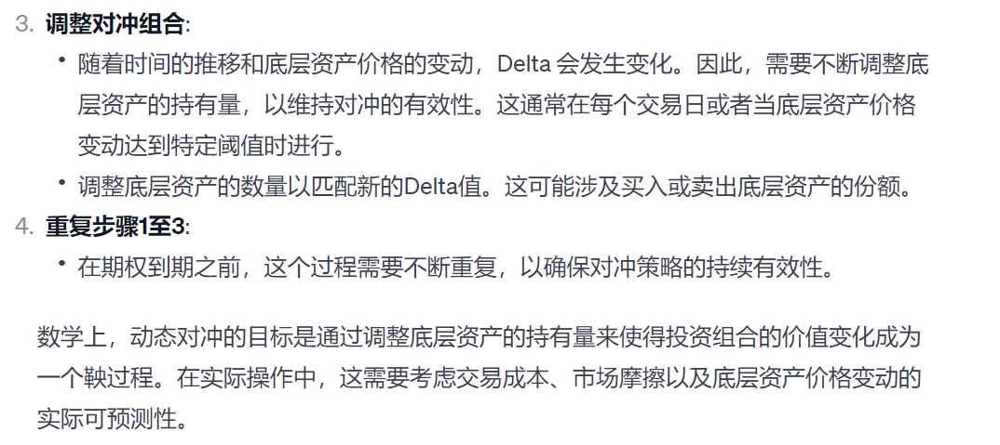 3. 调整对冲组合:
• 随着时间的推移和底层资产价格的变动，Delta 会发生变化。因此，需要不断调整底
层资产的持有量，以维持对冲的有效性。这通常在每个交易日或者当底层资产价格
变动达到特定阈值时进行。
• 调整底层资产的数量以匹配新的Delta值。这可能涉及买入或卖出底层资产的份额。
4. 重复步骤1至3:
• 在期权到期之前，这个过程需要不断重复，以确保对冲策略的持续有效性。
数学上，动态对冲的目标是通过调整底层资产的持有量来使得投资组合的价值变化成为
一个鞅过程。在实际操作中，这需要考虑交易成本、市场摩擦以及底层资产价格变动的
实际可预测性。